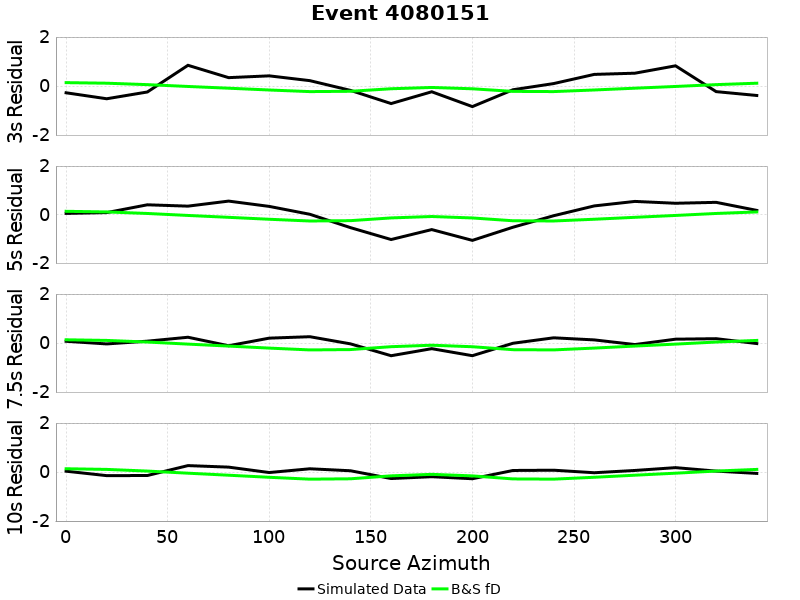 Event 4080151
3s Residual
2
0
-2
5s Residual
2
0
-2
7.5s Residual
2
0
-2
10s Residual
2
0
-2
0 50 100 150 200 250 300
Source Azimuth
Simulated Data B&S fD